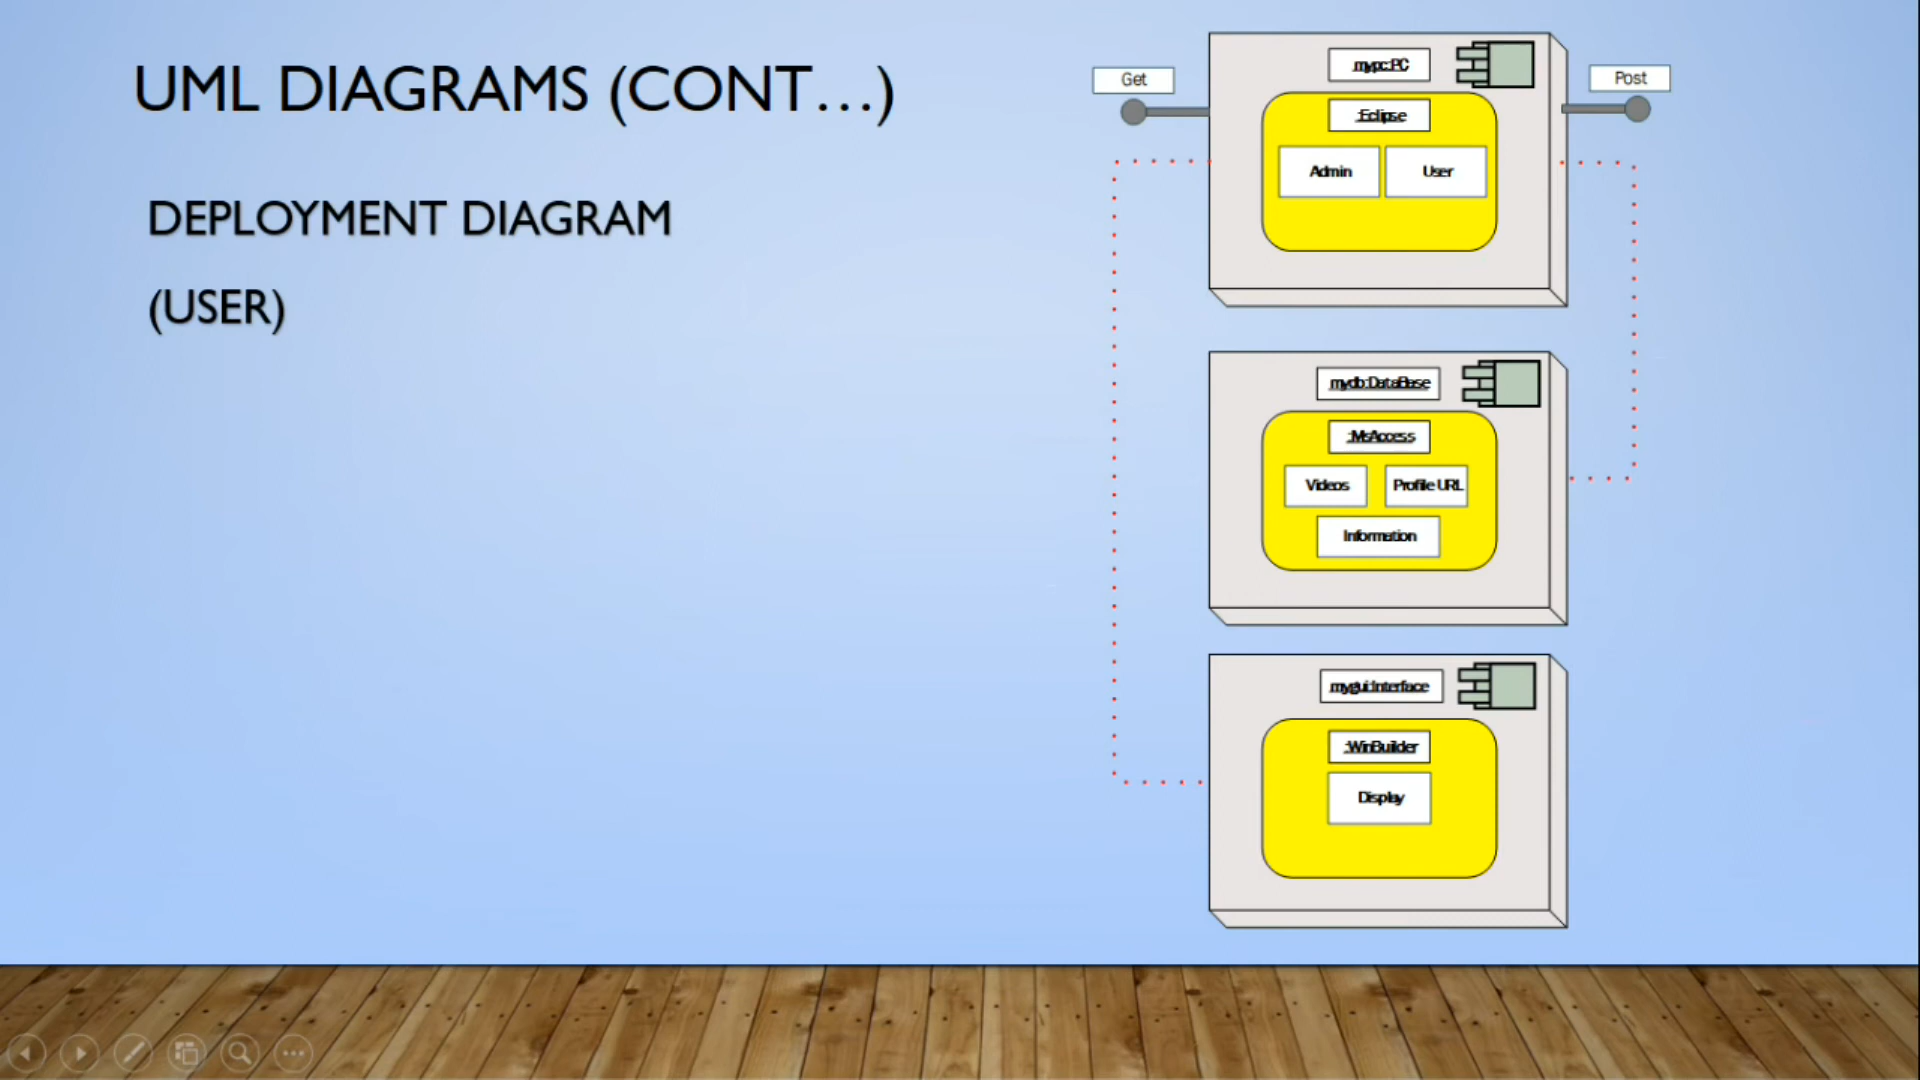 UML DIAGRAMS (CONT...)
DEPLOYMENT DIAGRAM
(USER)
Get
Post
mypc:PC
:Eclipse
Admin
User
mydb:DataBase
:MsAccess
Videos
Profile URL
Information
mygui:Interface
:WinBuilder
Display